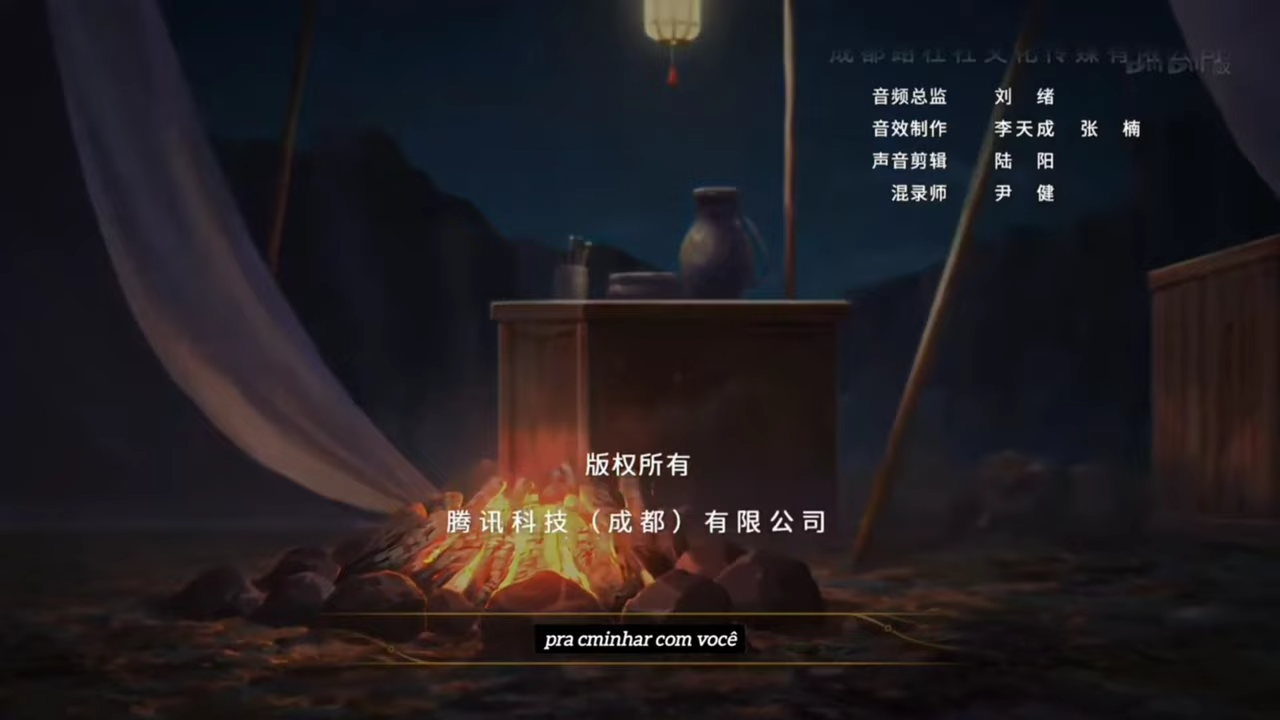 音频总监 刘 绪
音效制作 李天成 张 楠
声音剪辑 陆 阳
混录师 尹 健
版权所有
腾讯科技（成都）有限公司
pra cminhar com você